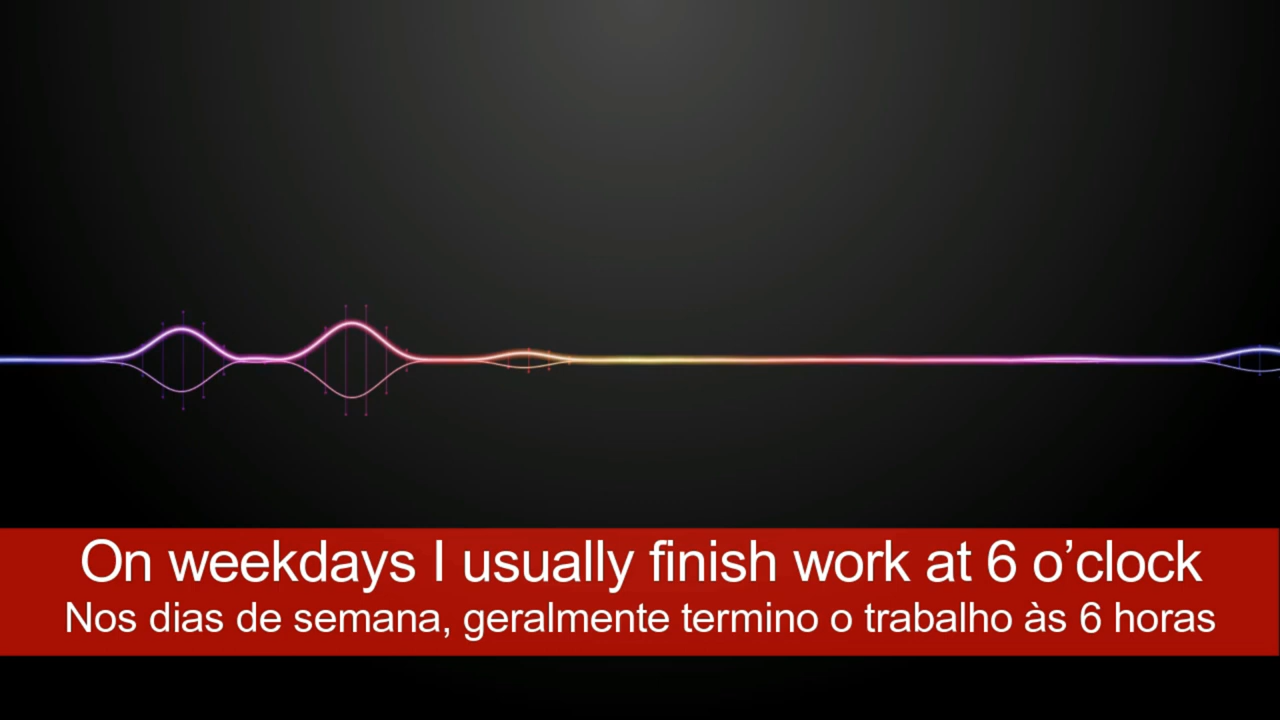 On weekdays I usually finish work at 6 o’clock
Nos dias de semana, geralmente termino o trabalho às 6 horas